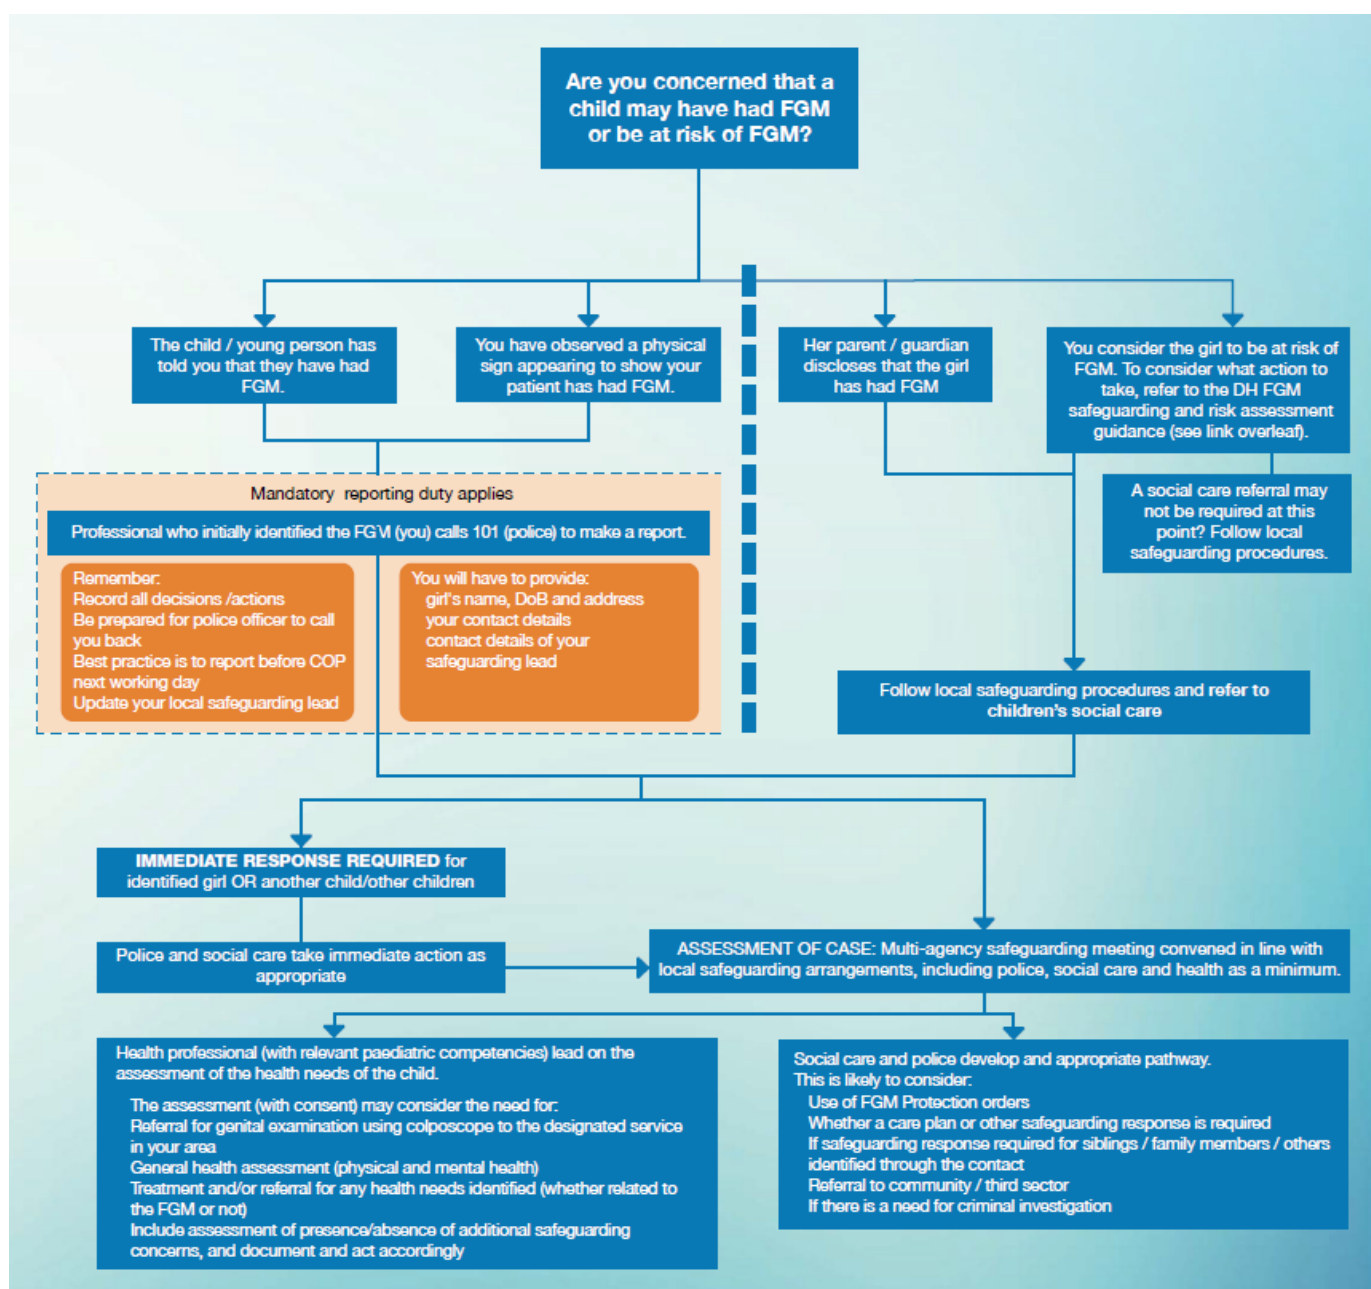 Are you concerned that a
child may have had FGM
or be at risk of FGM?
The child / young person has
told you that they have had
FGM.
You have observed a physical
sign appearing to show your
patient has had FGM.
Her parent / guardian
discloses that the girl
has had FGM
You consider the girl to be at risk of
FGM. To consider what action to
take, refer to the DH FGM
safeguarding and risk assessment
guidance (see link overleaf).
A social care referral may
not be required at this
point? Follow local
safeguarding procedures.
Mandatory reporting duty applies
Professional who initially identified the FGM (you) calls 101 (police) to make a report.
Remember:
Record all decisions /actions
Be prepared for police officer to call
you back
Best practice is to report before COP
next working day
Update your local safeguarding lead
You will have to provide:
girl's name, DoB and address
your contact details
contact details of your
safeguarding lead
Follow local safeguarding procedures and refer to
children's social care
IMMEDIATE RESPONSE REQUIRED for
identified girl OR another child/other children
Police and social care take immediate action as
appropriate
ASSESSMENT OF CASE: Multi-agency safeguarding meeting convened in line with
local safeguarding arrangements, including police, social care and health as a minimum.
Health professional (with relevant paediatric competencies) lead on the
assessment of the health needs of the child.
The assessment (with consent) may consider the need for:
Referral for genital examination using colposcope to the designated service
in your area
General health assessment (physical and mental health)
Treatment and/or referral for any health needs identified (whether related to
the FGM or not)
Include assessment of presence/absence of additional safeguarding
concerns, and document and act accordingly
Social care and police develop and appropriate pathway.
This is likely to consider:
Use of FGM Protection orders
Whether a care plan or other safeguarding response is required
If safeguarding response required for siblings / family members / others
identified through the contact
Referral to community / third sector
If there is a need for criminal investigation